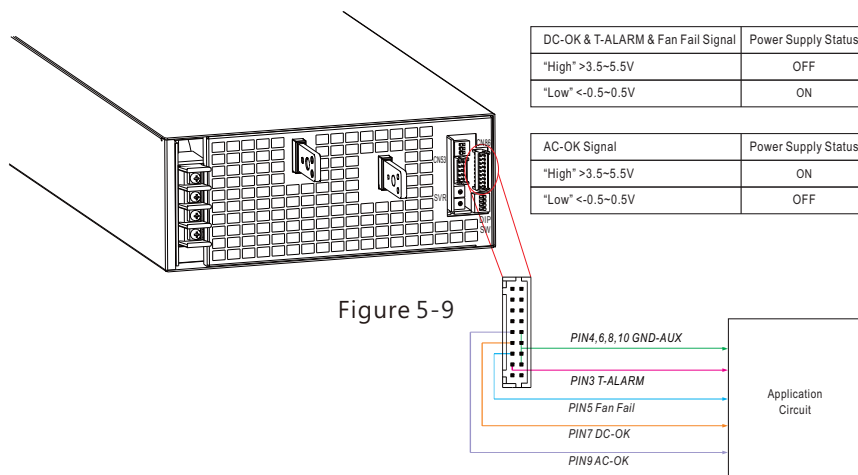 DC-OK & T-ALARM & Fan Fail Signal Power Supply Status
“High” >3.5~5.5V OFF
“Low” <-0.5~0.5V ON
AC-OK Signal Power Supply Status
“High” >3.5~5.5V ON
“Low” <-0.5~0.5V OFF
CN86
CN53
SVR
DIP
SW
Figure 5-9
PIN4,6,8,10 GND-AUX
PIN3 T-ALARM
PIN5 Fan Fail
PIN7 DC-OK
PIN9 AC-OK
Application
Circuit